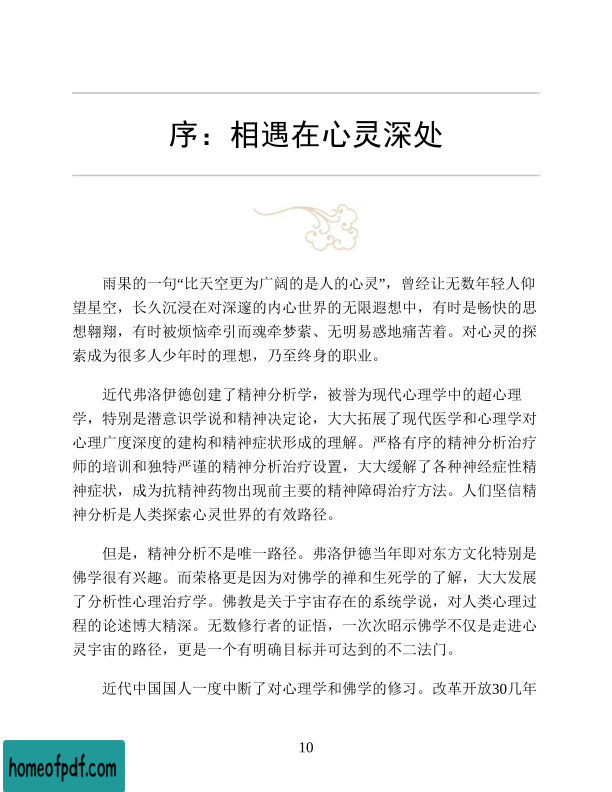 序：相遇在心灵深处
雨果的一句“比天空更为广阔的是人的心灵”，曾经让无数年轻人仰
望星空，长久沉浸在对深邃的内心世界的无限遐想中，有时是畅快的思
想翱翔，有时被烦恼牵引而魂牵梦萦、无明易惑地痛苦着。对心灵的探
索成为很多人少年时的理想，乃至终身的职业。
近代弗洛伊德创建了精神分析学，被誉为现代心理学中的超心理
学，特别是潜意识学说和精神决定论，大大拓展了现代医学和心理学对
心理广度深度的建构和精神症状形成的理解。严格有序的精神分析治疗
师的培训和独特严谨的精神分析治疗设置，大大缓解了各种神经症性精
神症状，成为抗精神药物出现前主要的精神障碍治疗方法。人们坚信精
神分析是人类探索心灵世界的有效路径。
但是，精神分析不是唯一路径。弗洛伊德当年即对东方文化特别是
佛学很有兴趣。而荣格更是因为对佛学的禅和生死学的了解，大大发展
了分析性心理治疗学。佛教是关于宇宙存在的系统学说，对人类心理过
程的论述博大精深。无数修行者的证悟，一次次昭示佛学不仅是走进心
灵宇宙的路径，更是一个有明确目标并可达到的不二法门。
近代中国国人一度中断了对心理学和佛学的修习。改革开放30几年
10
homeofpdf.com